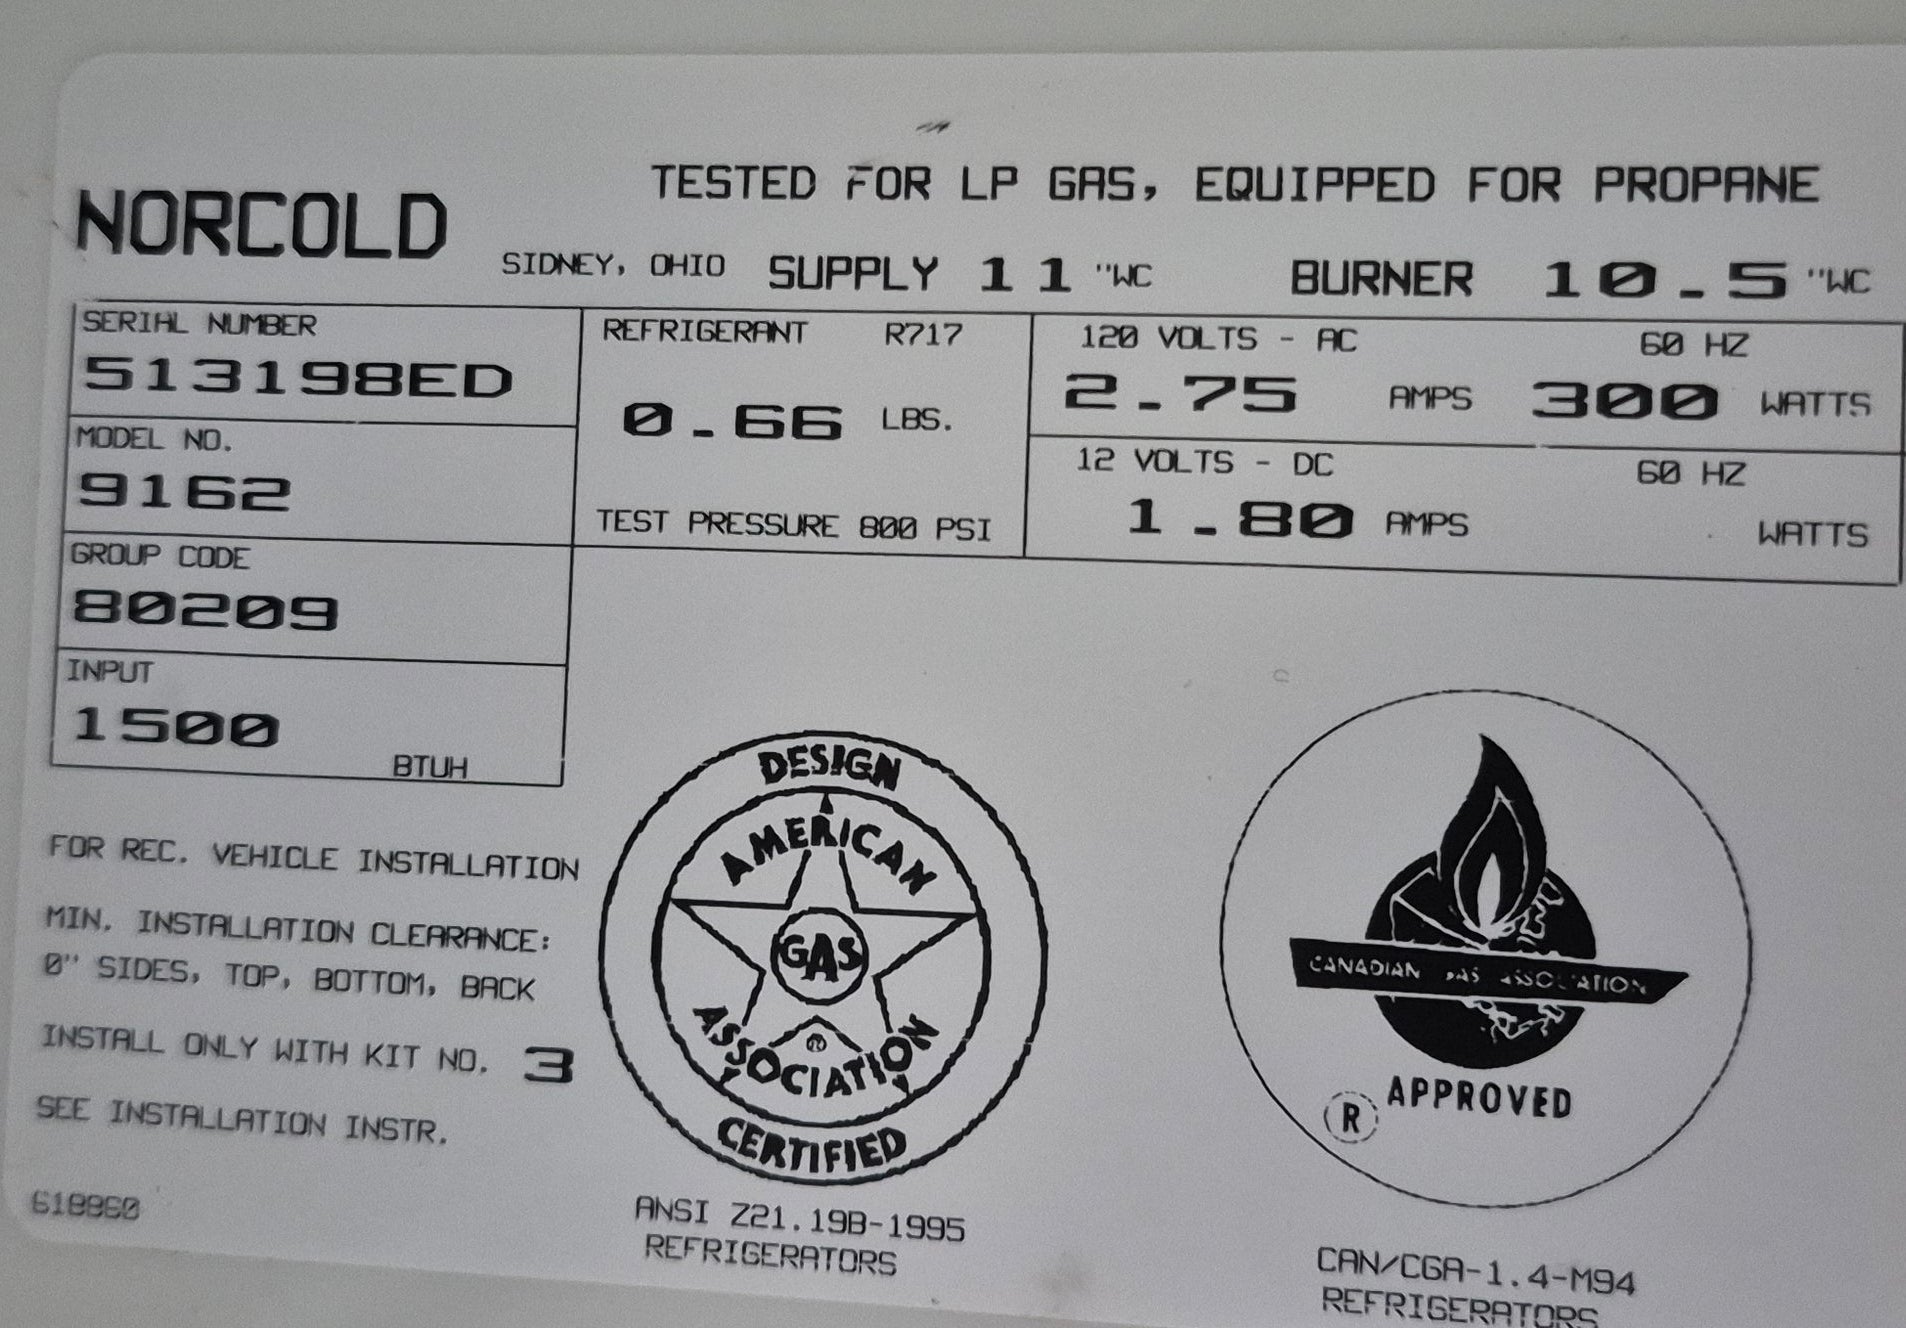 TESTED FOR LP GAS, EQUIPPED FOR PROPANE
NORCOLD
SIDNEY, OHIO SUPPLY 11 "WC BURNER 10.5 "WC
SERIAL NUMBER
513198ED
MODEL NO.
9162
GROUP CODE
80209
INPUT
1500
BTUH
REFRIGERANT R717
0.66 LBS.
TEST PRESSURE 800 PSI
120 VOLTS - AC 60 HZ
2.75 AMPS 300 WATTS
12 VOLTS - DC 60 HZ
1.80 AMPS WATTS
FOR REC. VEHICLE INSTALLATION
MIN. INSTALLATION CLEARANCE:
0" SIDES, TOP, BOTTOM, BACK
INSTALL ONLY WITH KIT NO. 3
SEE INSTALLATION INSTR.
DESIGN
AMERICAN
GAS
ASSOCIATION
®
CERTIFIED
ANSI Z21.19B-1995
REFRIGERATORS
CANADIAN GAS ASSOCIATION
APPROVED
®
CAN/CGA-1.4-M94
REFRIGERATORS